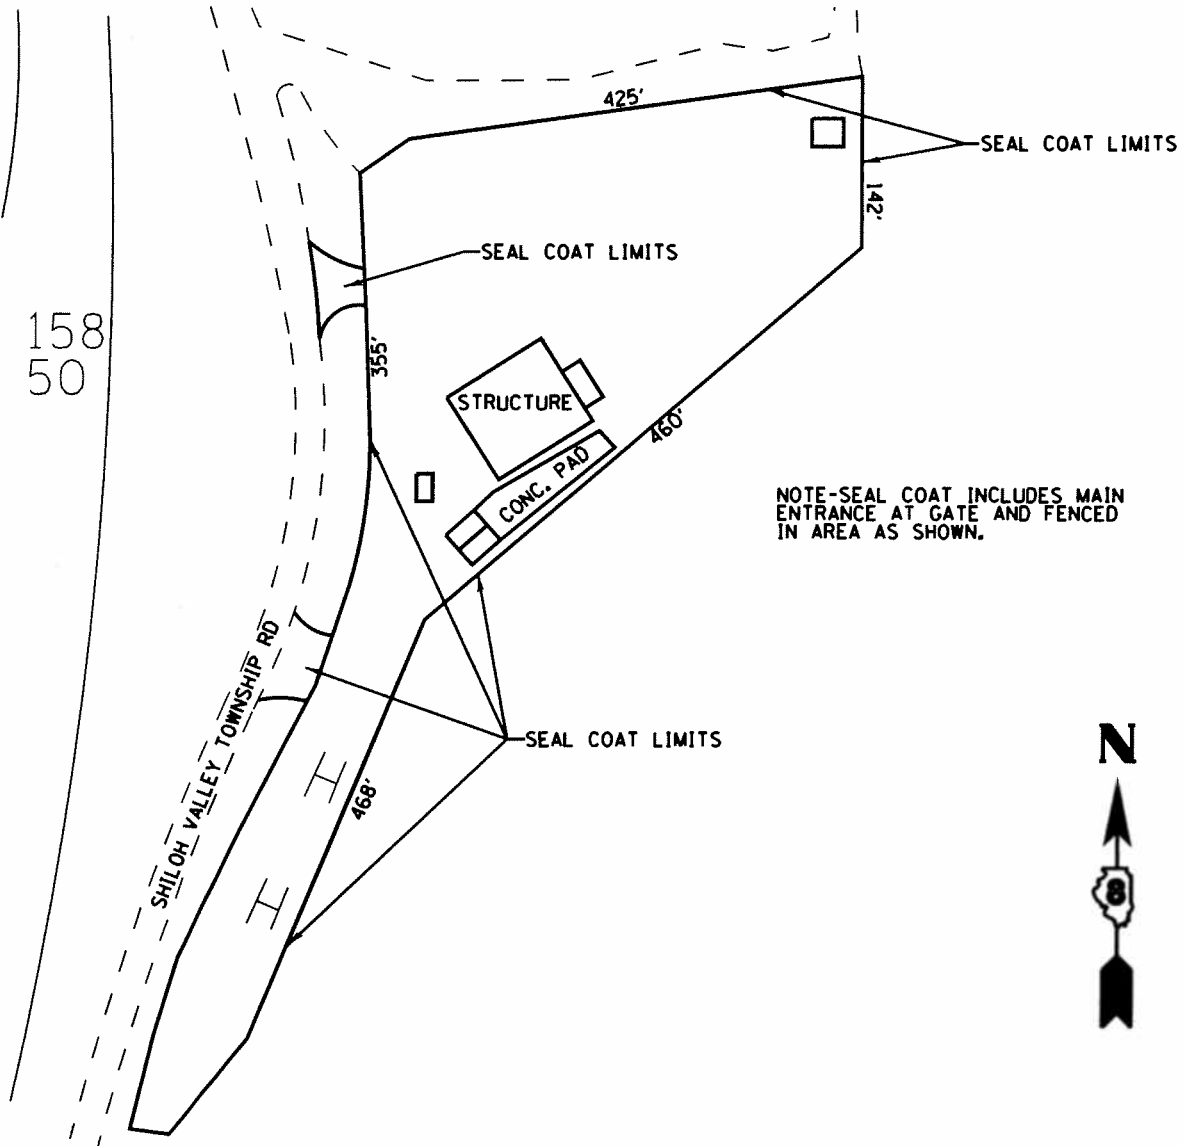 425'
SEAL COAT LIMITS
142'
SEAL COAT LIMITS
158
50
355'
STRUCTURE
460'
CONC. PAD
NOTE-SEAL COAT INCLUDES MAIN
ENTRANCE AT GATE AND FENCED
IN AREA AS SHOWN.
SHILOH VALLEY TOWNSHIP RD
SEAL COAT LIMITS
468'
N
8